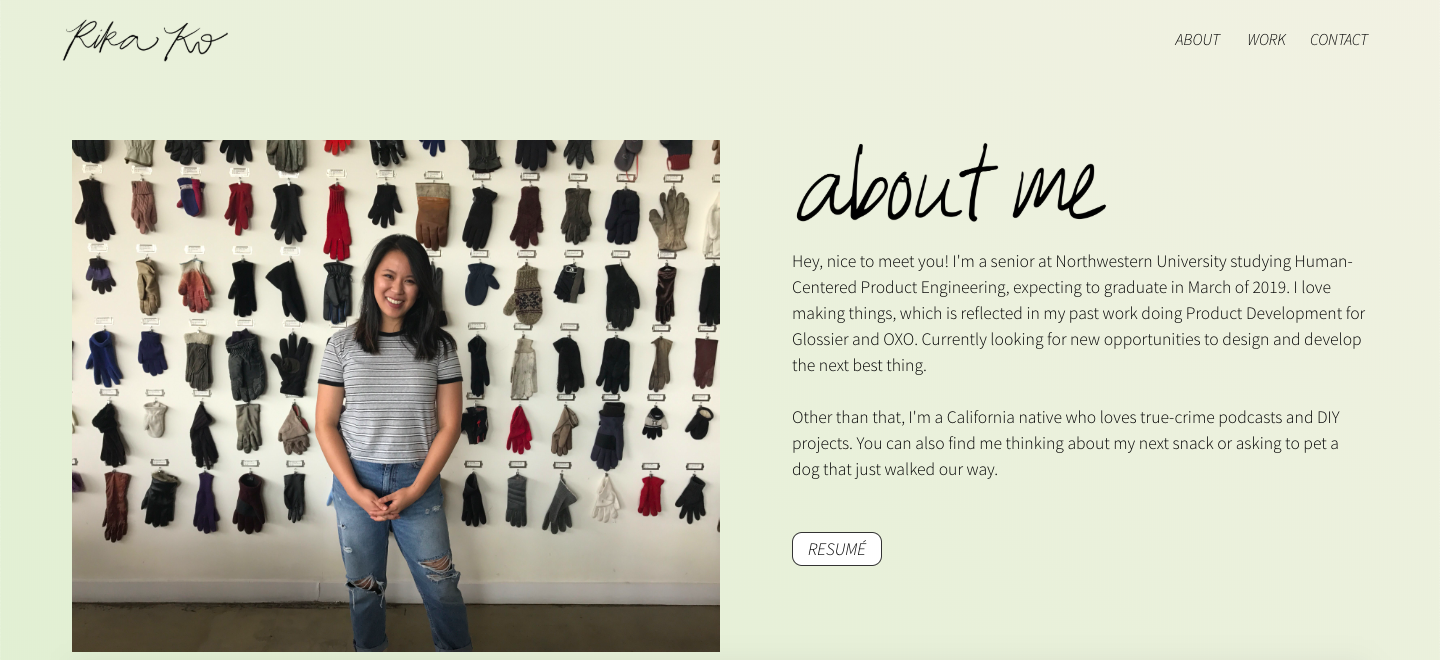 Rika Ko
ABOUT WORK CONTACT
about me
Hey, nice to meet you! I'm a senior at Northwestern University studying Human-
Centered Product Engineering, expecting to graduate in March of 2019. I love
making things, which is reflected in my past work doing Product Development for
Glossier and OXO. Currently looking for new opportunities to design and develop
the next best thing.
Other than that, I'm a California native who loves true-crime podcasts and DIY
projects. You can also find me thinking about my next snack or asking to pet a
dog that just walked our way.
RESUMÉ